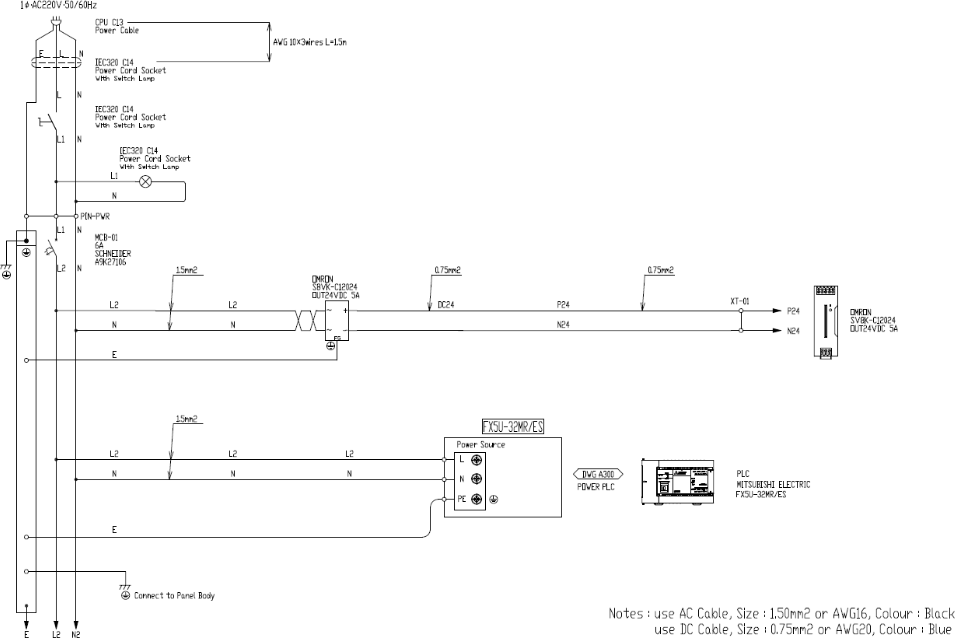 1Φ-AC220V-50/60Hz
CPU C13
Power Cable
AWG 10X3wires L=1.5m
E L N
IEC320 C14
Power Cord Socket
With Switch Lamp
L N
IEC320 C14
Power Cord Socket
With Switch Lamp
L1 N
IEC320 C14
Power Cord Socket
With Switch Lamp
L1
N
PIN-PWR
L1 N
MCB-01
6A
SCHNEIDER
A9K27106
L2 N
1.5mm2
OMRON
S8VK-C12024
OUT24VDC 5A
0.75mm2
0.75mm2
L2 L2 DC24 P24 XT-01 P24
N N N24 N24
OMRON
SV8K-C12024
OUT24VDC 5A
E
1.5mm2
FX5U-32MR/ES
Power Source
L2 L2 L2 L
N N N N
PE
DWG A300
POWER PLC
PLC
MITSUBISHI ELECTRIC
FX5U-32MR/ES
E
Connect to Panel Body
E L2 N2
Notes : use AC Cable, Size : 1.50mm2 or AWG16, Colour : Black
use DC Cable, Size : 0.75mm2 or AWG20, Colour : Blue